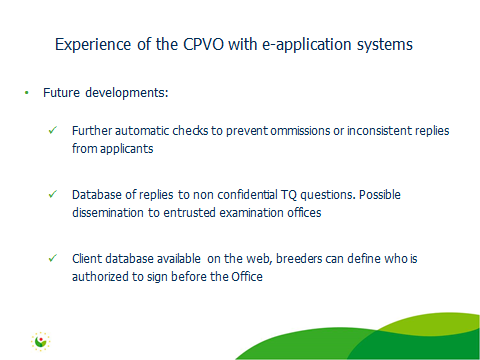 Experience of the CPVO with e-application systems
• Future developments:
✓ Further automatic checks to prevent ommissions or inconsistent replies
from applicants
✓ Database of replies to non confidential TQ questions. Possible
dissemination to entrusted examination offices
✓ Client database available on the web, breeders can define who is
authorized to sign before the Office